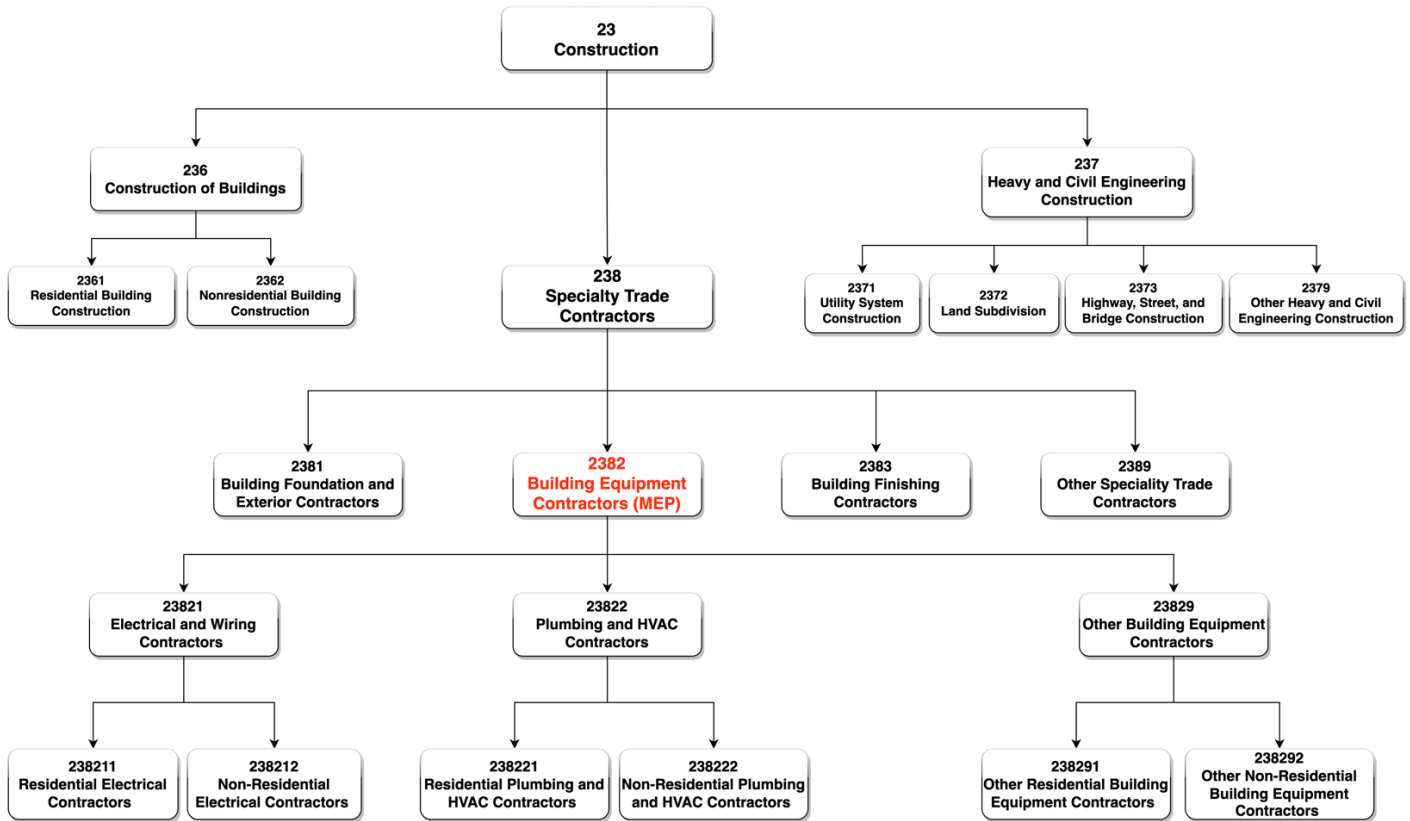 23
Construction
236
Construction of Buildings
237
Heavy and Civil Engineering
Construction
2361
Residential Building
Construction
2362
Nonresidential Building
Construction
238
Specialty Trade
Contractors
2371
Utility System
Construction
2372
Land Subdivision
2373
Highway, Street, and
Bridge Construction
2379
Other Heavy and Civil
Engineering Construction
2381
Building Foundation and
Exterior Contractors
2382
Building Equipment
Contractors (MEP)
2383
Building Finishing
Contractors
2389
Other Speciality Trade
Contractors
23821
Electrical and Wiring
Contractors
23822
Plumbing and HVAC
Contractors
23829
Other Building Equipment
Contractors
238211
Residential Electrical
Contractors
238212
Non-Residential
Electrical Contractors
238221
Residential Plumbing and
HVAC Contractors
238222
Non-Residential Plumbing
and HVAC Contractors
238291
Other Residential Building
Equipment Contractors
238292
Other Non-Residential
Building Equipment
Contractors